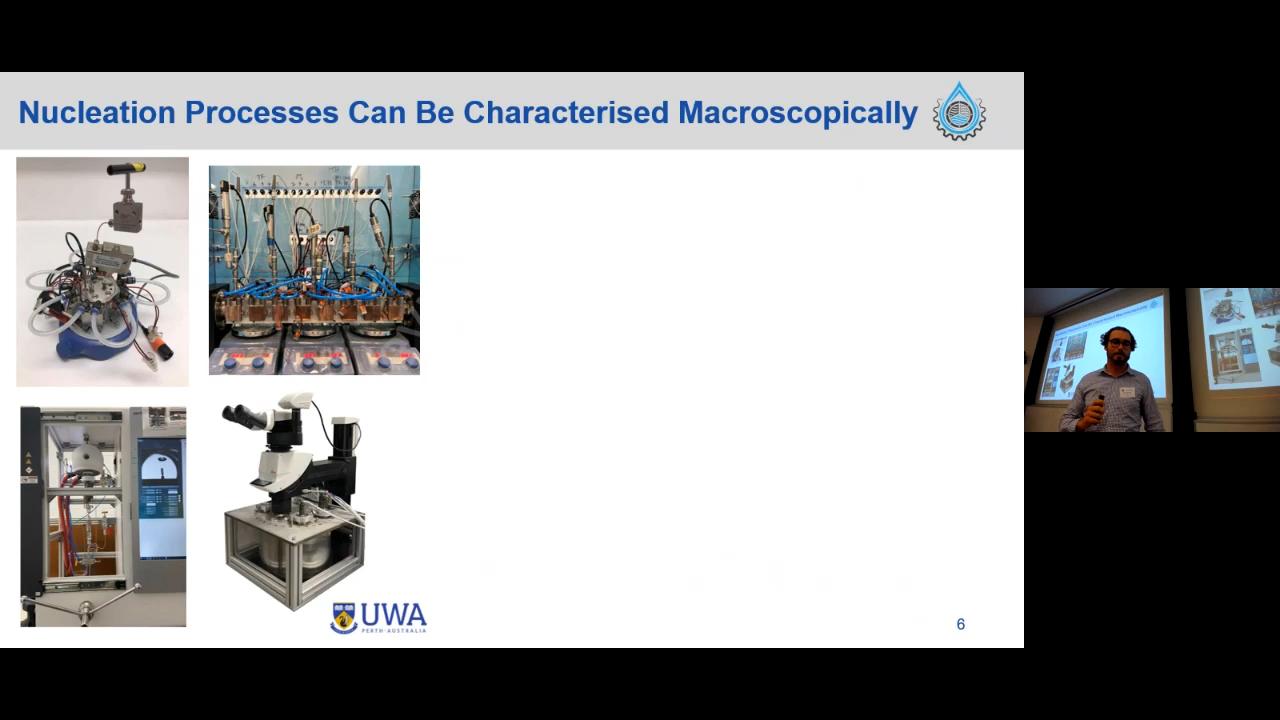 Nucleation Processes Can Be Characterised Macroscopically
UWA
PERTH·AUSTRALIA
6